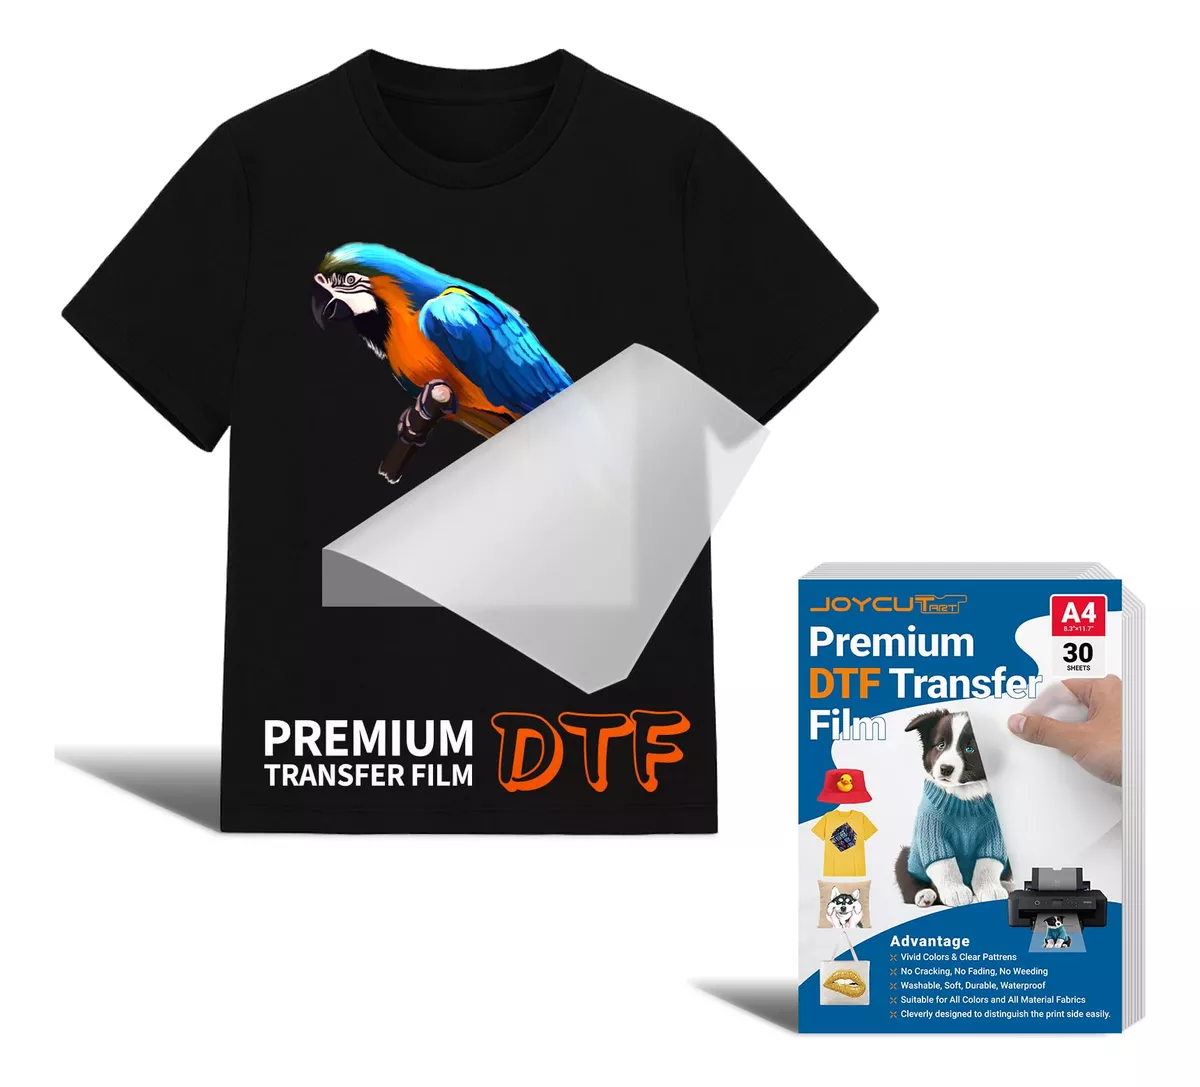 PREMIUM
TRANSFER FILM
DTF
JOYCUT ART
A4
8.3"*11.7"
30
SHEETS
Premium
DTF Transfer
Film
Advantage
Vivid Colors & Clear Pattrens
No Cracking, No Fading, No Weeding
Washable, Soft, Durable, Waterproof
Suitable for All Colors and All Material Fabrics
Cleverly designed to distinguish the print side easily.